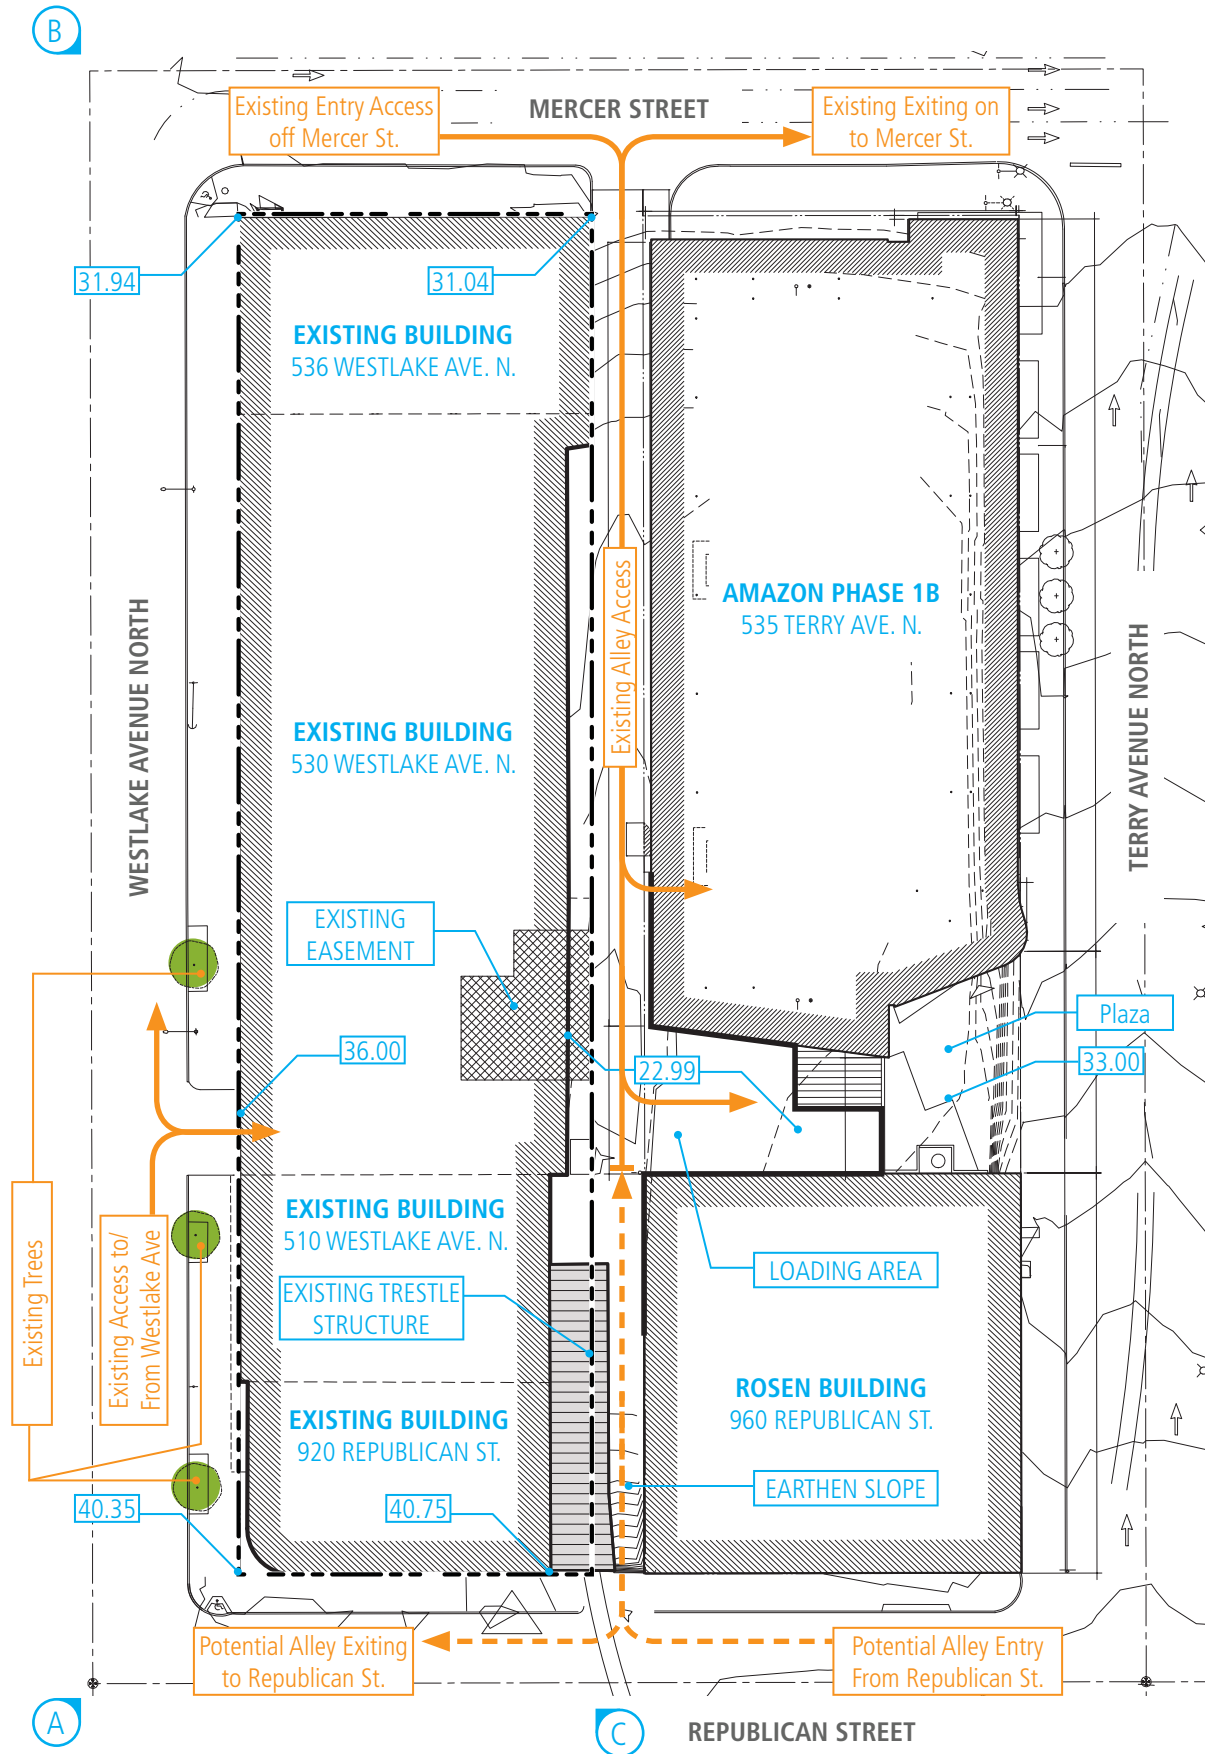 B
Existing Entry Access
off Mercer St.
MERCER STREET
Existing Exiting on
to Mercer St.
31.94
31.04
EXISTING BUILDING
536 WESTLAKE AVE. N.
WESTLAKE AVENUE NORTH
EXISTING BUILDING
530 WESTLAKE AVE. N.
Existing Alley Access
AMAZON PHASE 1B
535 TERRY AVE. N.
TERRY AVENUE NORTH
EXISTING
EASEMENT
36.00
22.99
Plaza
33.00
Existing Trees
Existing Access to/
From Westlake Ave
EXISTING BUILDING
510 WESTLAKE AVE. N.
EXISTING TRESTLE
STRUCTURE
LOADING AREA
EXISTING BUILDING
920 REPUBLICAN ST.
ROSEN BUILDING
960 REPUBLICAN ST.
EARTHEN SLOPE
40.35
40.75
Potential Alley Exiting
to Republican St.
Potential Alley Entry
From Republican St.
A
C
REPUBLICAN STREET